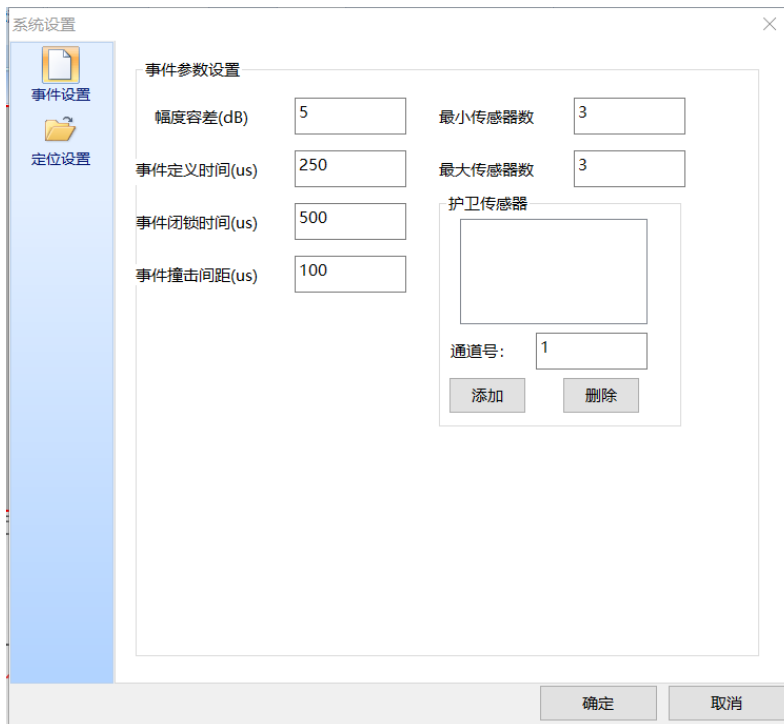 系统设置
事件设置
定位设置
事件参数设置
幅度容差(dB)
5
最小传感器数
3
事件定义时间(us)
250
最大传感器数
3
事件闭锁时间(us)
500
事件撞击间距(us)
100
护卫传感器
通道号：
1
添加
删除
确定
取消